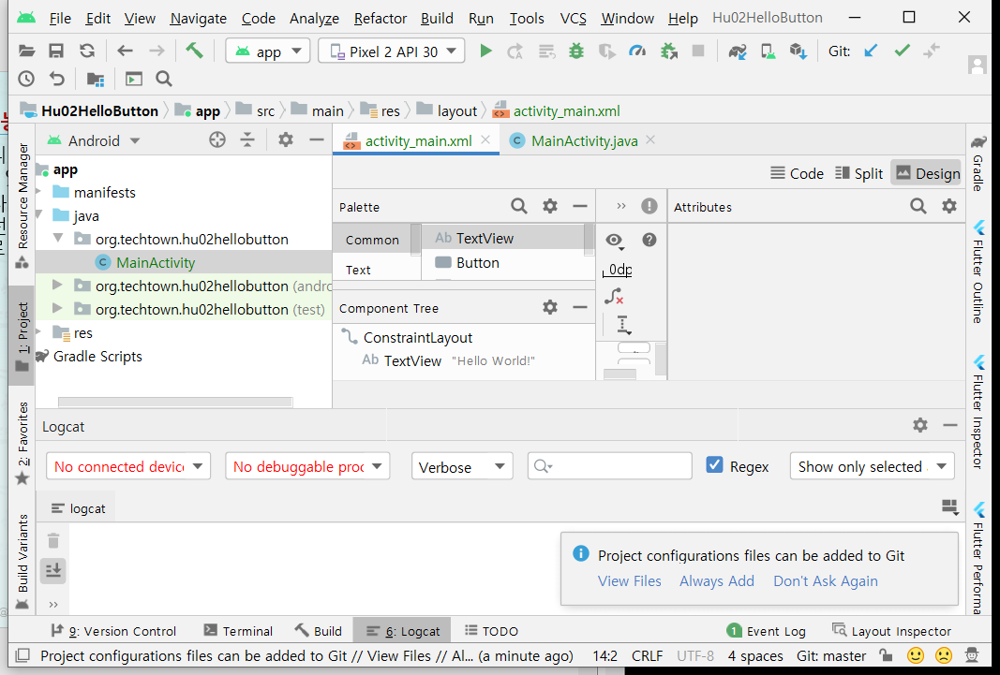 File Edit View Navigate Code Analyze Refactor Build Run Tools VCS Window Help Hu02HelloButton
app Pixel 2 API 30 Git:
Hu02HelloButton app src main res layout activity_main.xml
Android
activity_main.xml MainActivity.java
Code Split Design
app
manifests
java
org.techtown.hu02hellobutton
MainActivity
org.techtown.hu02hellobutton (andro
org.techtown.hu02hellobutton (test)
res
Gradle Scripts
Palette
Common
Text
Ab TextView
Button
Component Tree
ConstraintLayout
Ab TextView "Hello World!"
0dp
Attributes
Resource Manager
1: Project
2: Favorites
Build Variants
Gradle
Flutter Outline
Flutter Inspector
Flutter Performa
Logcat
No connected device No debuggable proc Verbose Regex Show only selected
logcat
Project configurations files can be added to Git
View Files Always Add Don't Ask Again
9: Version Control Terminal Build 6: Logcat TODO 1 Event Log Layout Inspector
Project configurations files can be added to Git // View Files // Al... (a minute ago) 14:2 CRLF UTF-8 4 spaces Git: master